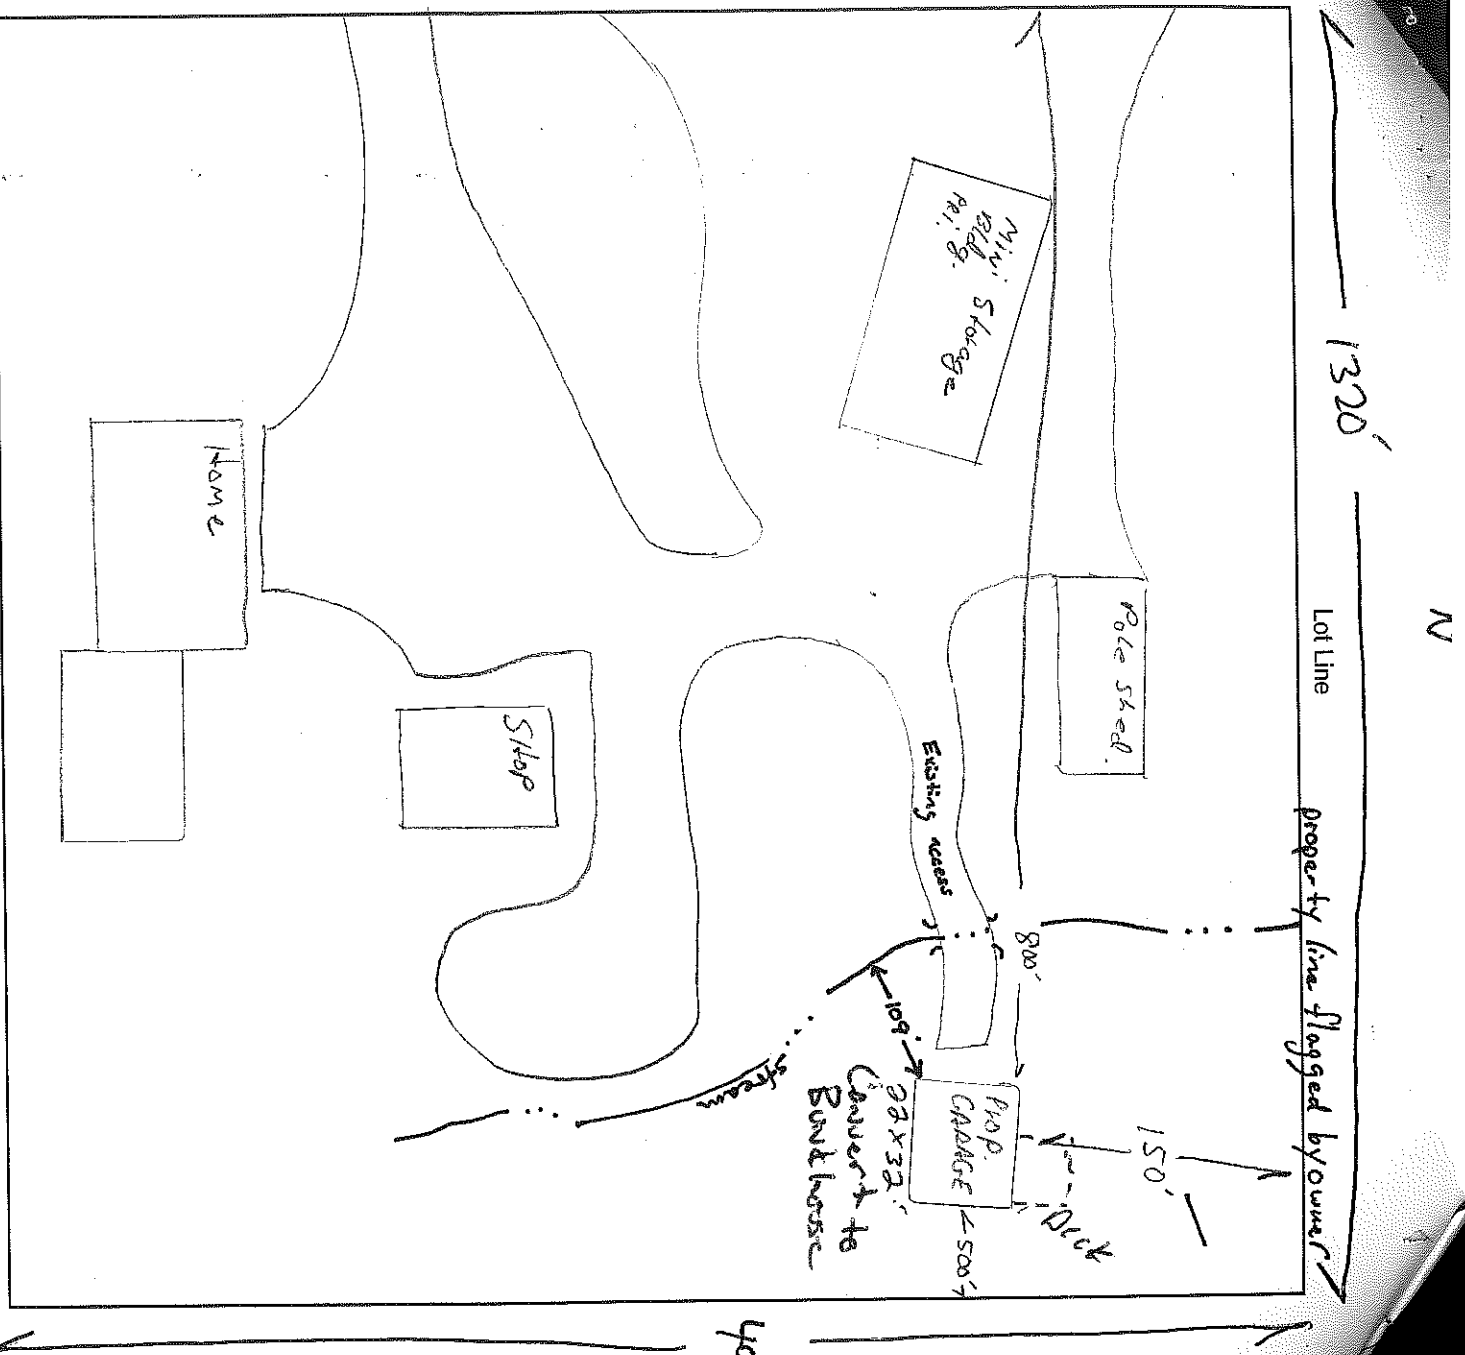 N
1320'
Lot Line
property line flagged by owner
Mini Storage
Bldg.
Pole Shed.
Home
SHOP
Existing access
800'
109'
stream
150'
Deck
PROP.
GARAGE
<500'>
22x32'
Convert to
Bunkhouse